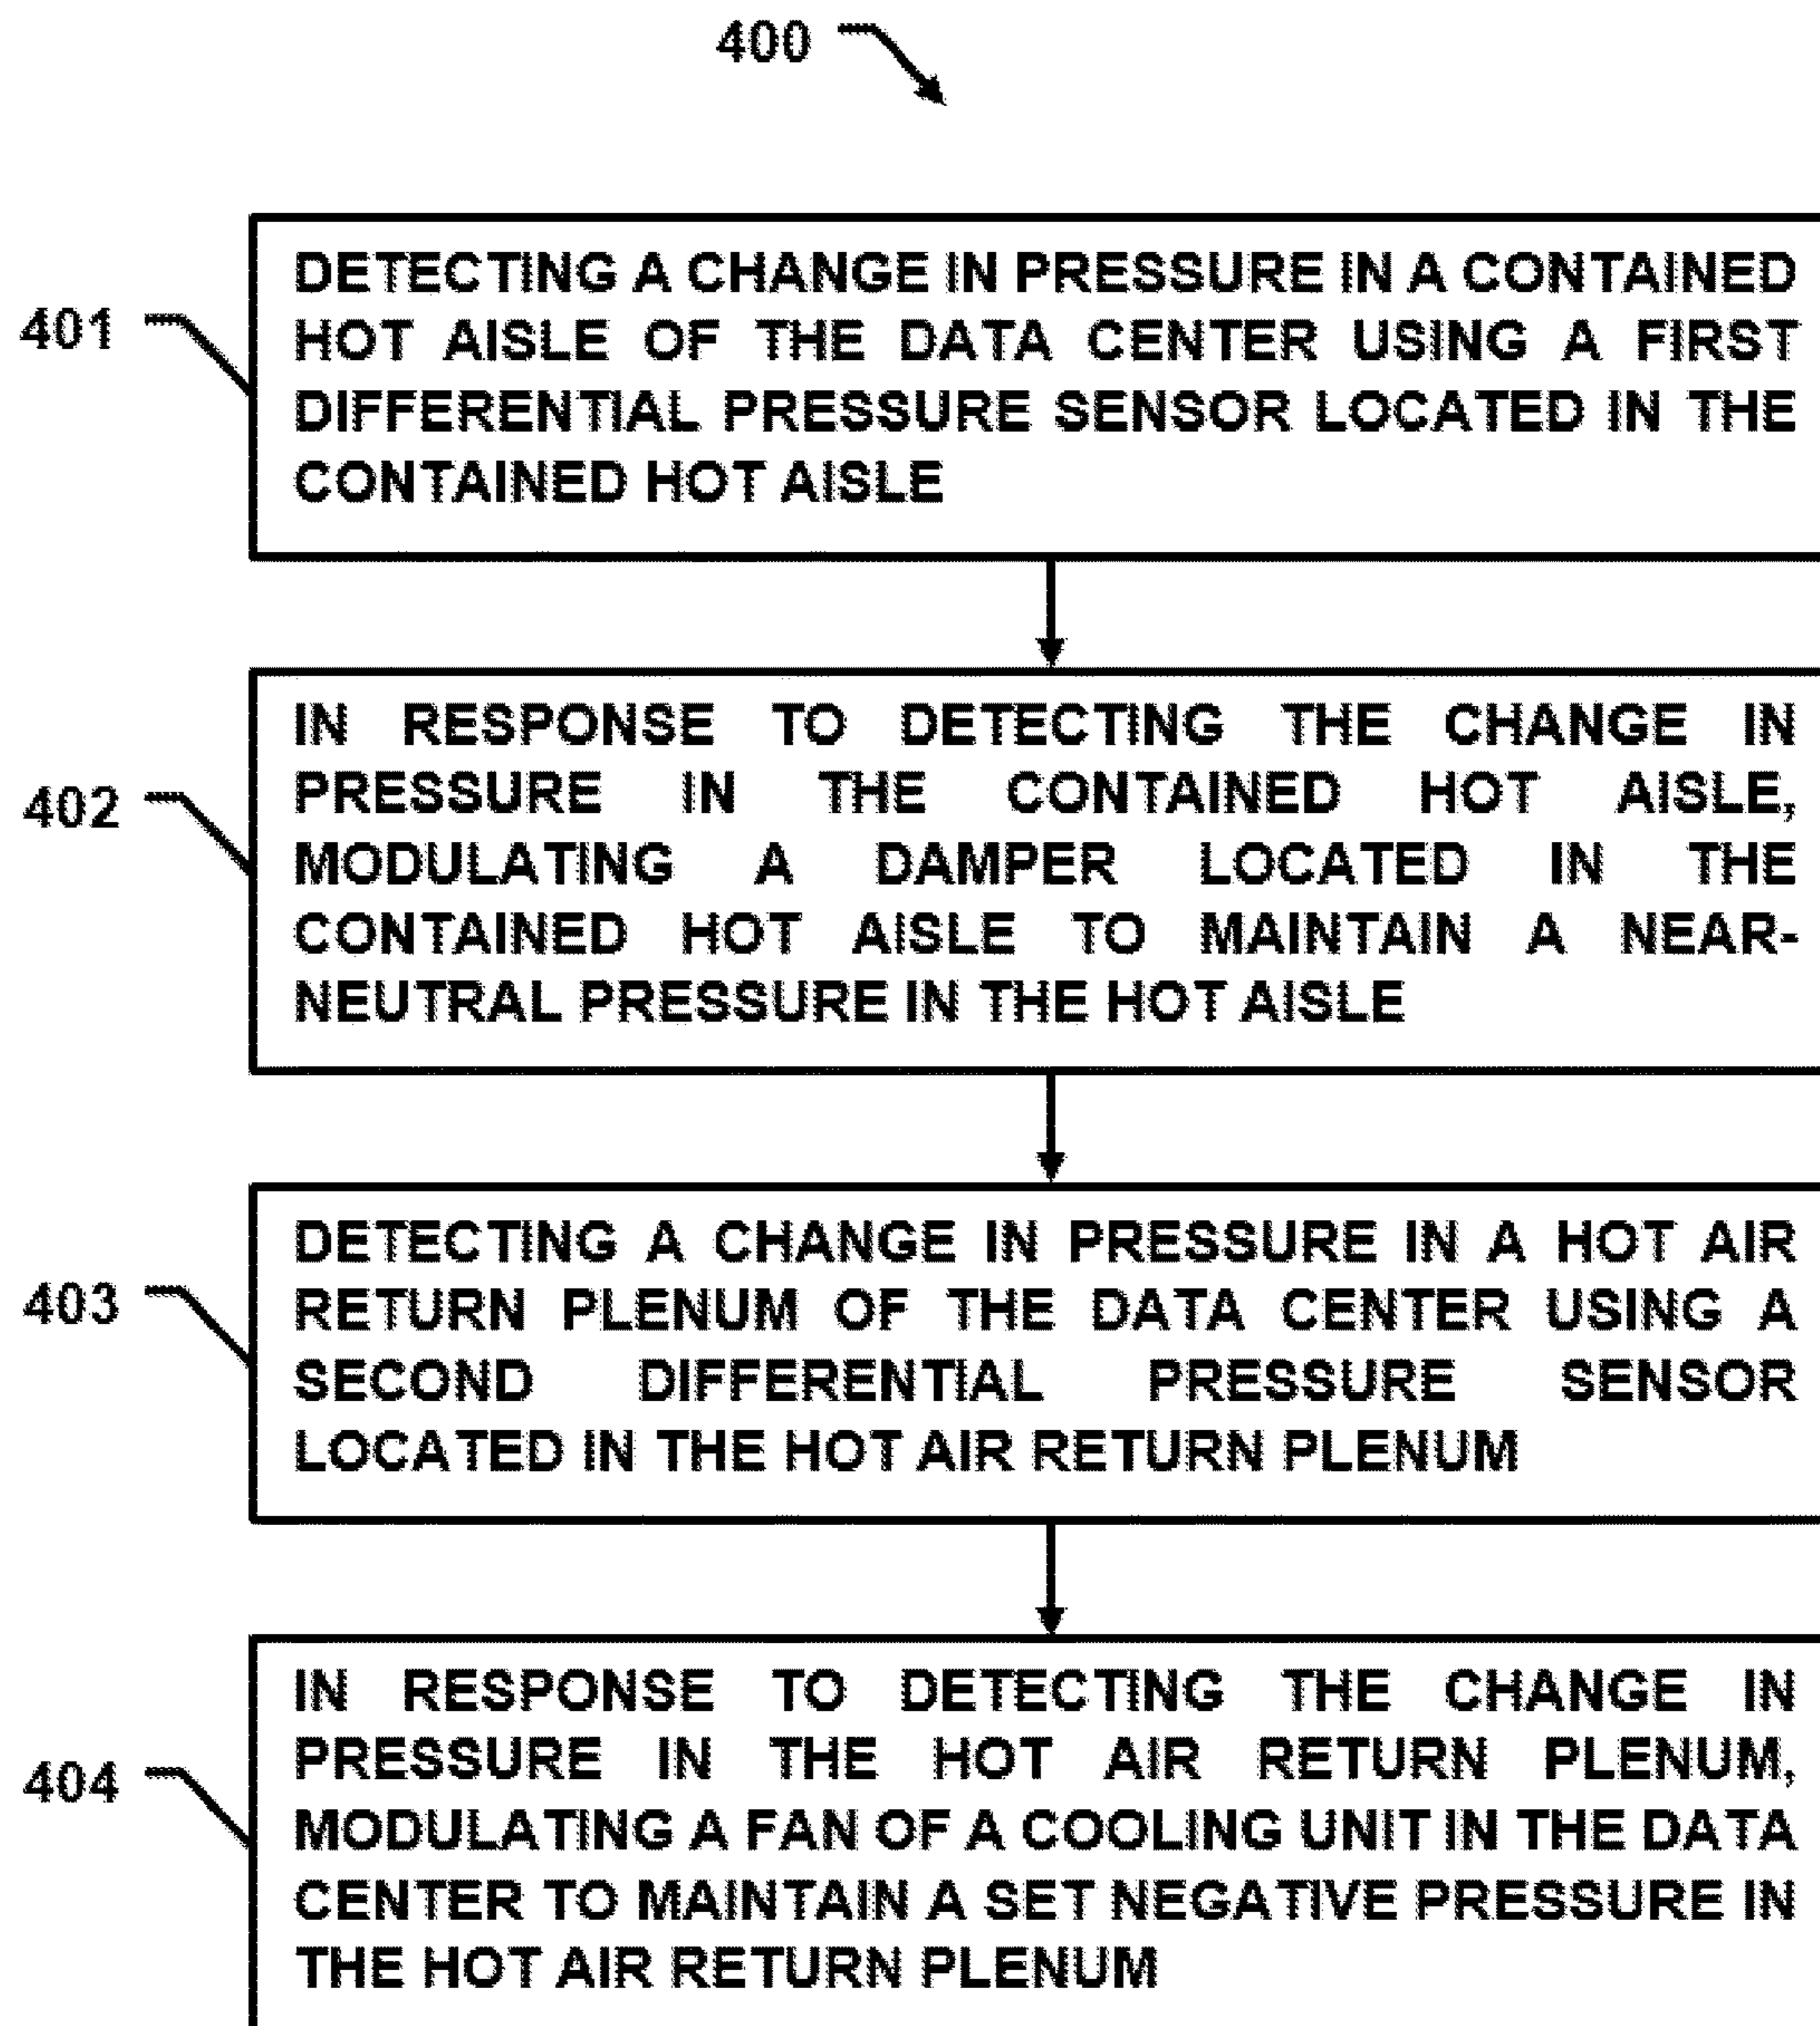 400
401
DETECTING A CHANGE IN PRESSURE IN A CONTAINED
HOT AISLE OF THE DATA CENTER USING A FIRST
DIFFERENTIAL PRESSURE SENSOR LOCATED IN THE
CONTAINED HOT AISLE
402
IN RESPONSE TO DETECTING THE CHANGE IN
PRESSURE IN THE CONTAINED HOT AISLE,
MODULATING A DAMPER LOCATED IN THE
CONTAINED HOT AISLE TO MAINTAIN A NEAR-
NEUTRAL PRESSURE IN THE HOT AISLE
403
DETECTING A CHANGE IN PRESSURE IN A HOT AIR
RETURN PLENUM OF THE DATA CENTER USING A
SECOND DIFFERENTIAL PRESSURE SENSOR
LOCATED IN THE HOT AIR RETURN PLENUM
404
IN RESPONSE TO DETECTING THE CHANGE IN
PRESSURE IN THE HOT AIR RETURN PLENUM,
MODULATING A FAN OF A COOLING UNIT IN THE DATA
CENTER TO MAINTAIN A SET NEGATIVE PRESSURE IN
THE HOT AIR RETURN PLENUM